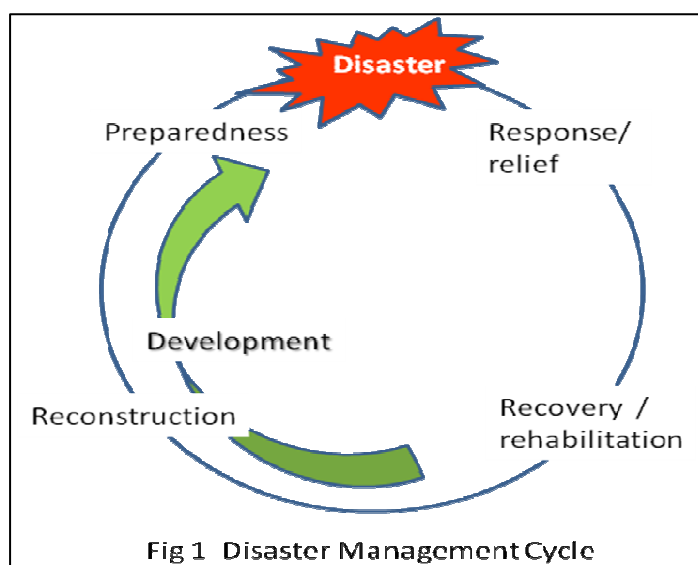 Disaster
Preparedness
Response/
relief
Development
Reconstruction
Recovery /
rehabilitation
Fig 1 Disaster Management Cycle